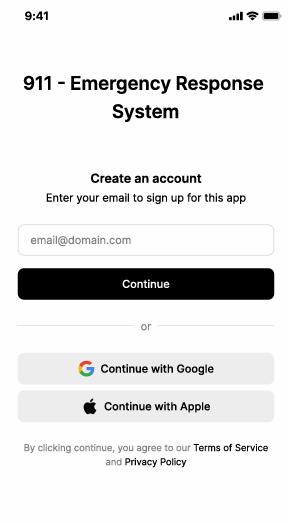 9:41
911 - Emergency Response
System
Create an account
Enter your email to sign up for this app
email@domain.com
Continue
or
Continue with Google
Continue with Apple
By clicking continue, you agree to our Terms of Service
and Privacy Policy